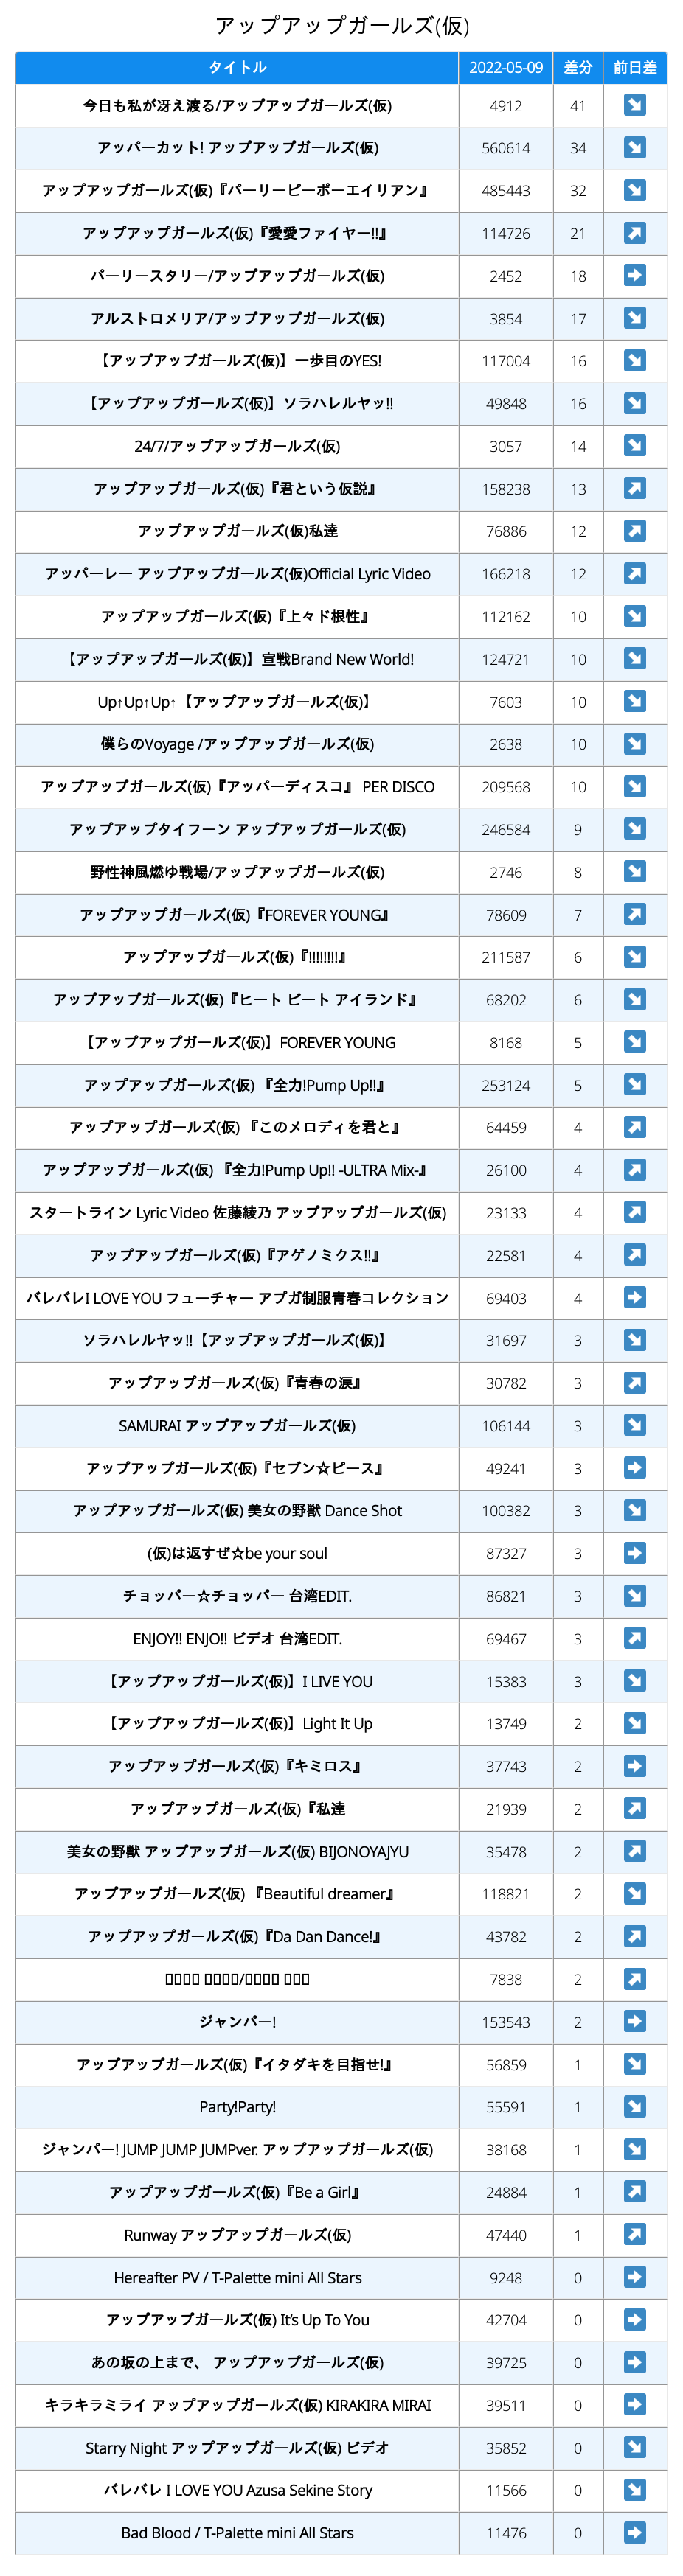 アップアップガールズ(仮)
タイトル 2022-05-09 差分 前日差
今日も私が冴え渡る/アップアップガールズ(仮) 4912 41
アッパーカット! アップアップガールズ(仮) 560614 34
アップアップガールズ(仮)『パーリーピーポーエイリアン』 485443 32
アップアップガールズ(仮)『愛愛ファイヤー!!』 114726 21
パーリースタリー/アップアップガールズ(仮) 2452 18
アルストロメリア/アップアップガールズ(仮) 3854 17
【アップアップガールズ(仮)】一歩目のYES! 117004 16
【アップアップガールズ(仮)】ソラハレルヤッ!! 49848 16
24/7/アップアップガールズ(仮) 3057 14
アップアップガールズ(仮)『君という仮説』 158238 13
アップアップガールズ(仮)私達 76886 12
アッパーレー アップアップガールズ(仮)Official Lyric Video 166218 12
アップアップガールズ(仮)『上々ド根性』 112162 10
【アップアップガールズ(仮)】宣戦Brand New World! 124721 10
Up↑Up↑Up↑【アップアップガールズ(仮)】 7603 10
僕らのVoyage /アップアップガールズ(仮) 2638 10
アップアップガールズ(仮)『アッパーディスコ』 PER DISCO 209568 10
アップアップタイフーン アップアップガールズ(仮) 246584 9
野性神風燃ゆ戦場/アップアップガールズ(仮) 2746 8
アップアップガールズ(仮)『FOREVER YOUNG』 78609 7
アップアップガールズ(仮)『!!!!!!!!』 211587 6
アップアップガールズ(仮)『ヒート ビート アイランド』 68202 6
【アップアップガールズ(仮)】FOREVER YOUNG 8168 5
アップアップガールズ(仮) 『全力!Pump Up!!』 253124 5
アップアップガールズ(仮) 『このメロディを君と』 64459 4
アップアップガールズ(仮) 『全力!Pump Up!! -ULTRA Mix-』 26100 4
スタートライン Lyric Video 佐藤綾乃 アップアップガールズ(仮) 23133 4
アップアップガールズ(仮)『アゲノミクス!!』 22581 4
バレバレI LOVE YOU フューチャー アプガ制服青春コレクション 69403 4
ソラハレルヤッ!!【アップアップガールズ(仮)】 31697 3
アップアップガールズ(仮)『青春の涙』 30782 3
SAMURAI アップアップガールズ(仮) 106144 3
アップアップガールズ(仮)『セブン☆ピース』 49241 3
アップアップガールズ(仮) 美女の野獣 Dance Shot 100382 3
(仮)は返すぜ☆be your soul 87327 3
チョッパー☆チョッパー 台湾EDIT. 86821 3
ENJOY!! ENJO!! ビデオ 台湾EDIT. 69467 3
【アップアップガールズ(仮)】I LIVE YOU 15383 3
【アップアップガールズ(仮)】Light It Up 13749 2
アップアップガールズ(仮)『キミロス』 37743 2
アップアップガールズ(仮)『私達 21939 2
美女の野獣 アップアップガールズ(仮) BIJONOYAJYU 35478 2
アップアップガールズ(仮) 『Beautiful dreamer』 118821 2
アップアップガールズ(仮)『Da Dan Dance!』 43782 2
/ 7838 2
ジャンパー! 153543 2
アップアップガールズ(仮)『イタダキを目指せ!』 56859 1
Party!Party! 55591 1
ジャンパー! JUMP JUMP JUMPver. アップアップガールズ(仮) 38168 1
アップアップガールズ(仮)『Be a Girl』 24884 1
Runway アップアップガールズ(仮) 47440 1
Hereafter PV / T-Palette mini All Stars 9248 0
アップアップガールズ(仮) It's Up To You 42704 0
あの坂の上まで、 アップアップガールズ(仮) 39725 0
キラキラミライ アップアップガールズ(仮) KIRAKIRA MIRAI 39511 0
Starry Night アップアップガールズ(仮) ビデオ 35852 0
バレバレ I LOVE YOU Azusa Sekine Story 11566 0
Bad Blood / T-Palette mini All Stars 11476 0